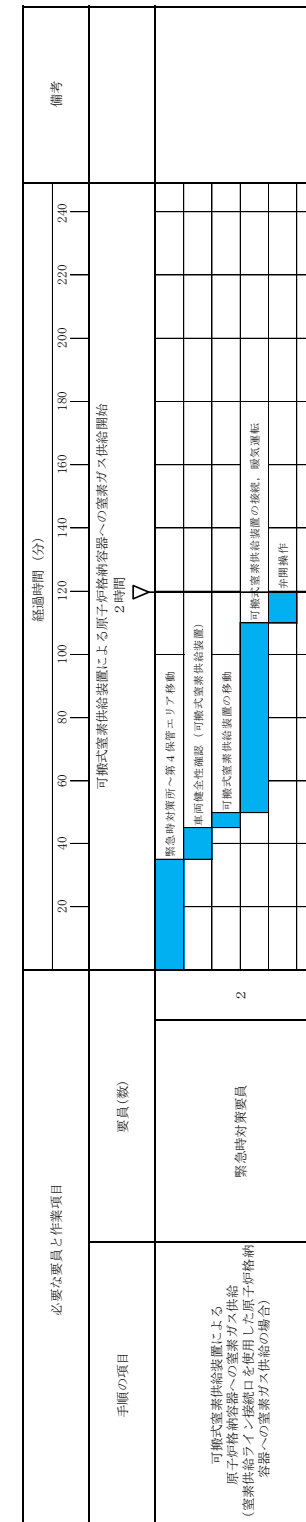 必要な要員と作業項目
経過時間（分）
備考
20
40
60
80
100
120
140
160
180
200
220
240
手順の項目
要員(数)
可搬式窒素供給装置による原子炉格納容器への窒素ガス供給開始
2時間
可搬式窒素供給装置による
原子炉格納容器への窒素ガス供給
(窒素供給ライン接続口を使用した原子炉格納
容器への窒素ガス供給の場合)
緊急時対策要員
2
緊急時対策所～第４保管エリア移動
車両健全性確認（可搬式窒素供給装置）
可搬式窒素供給装置の移動
可搬式窒素供給装置の接続，暖気運転
弁開操作